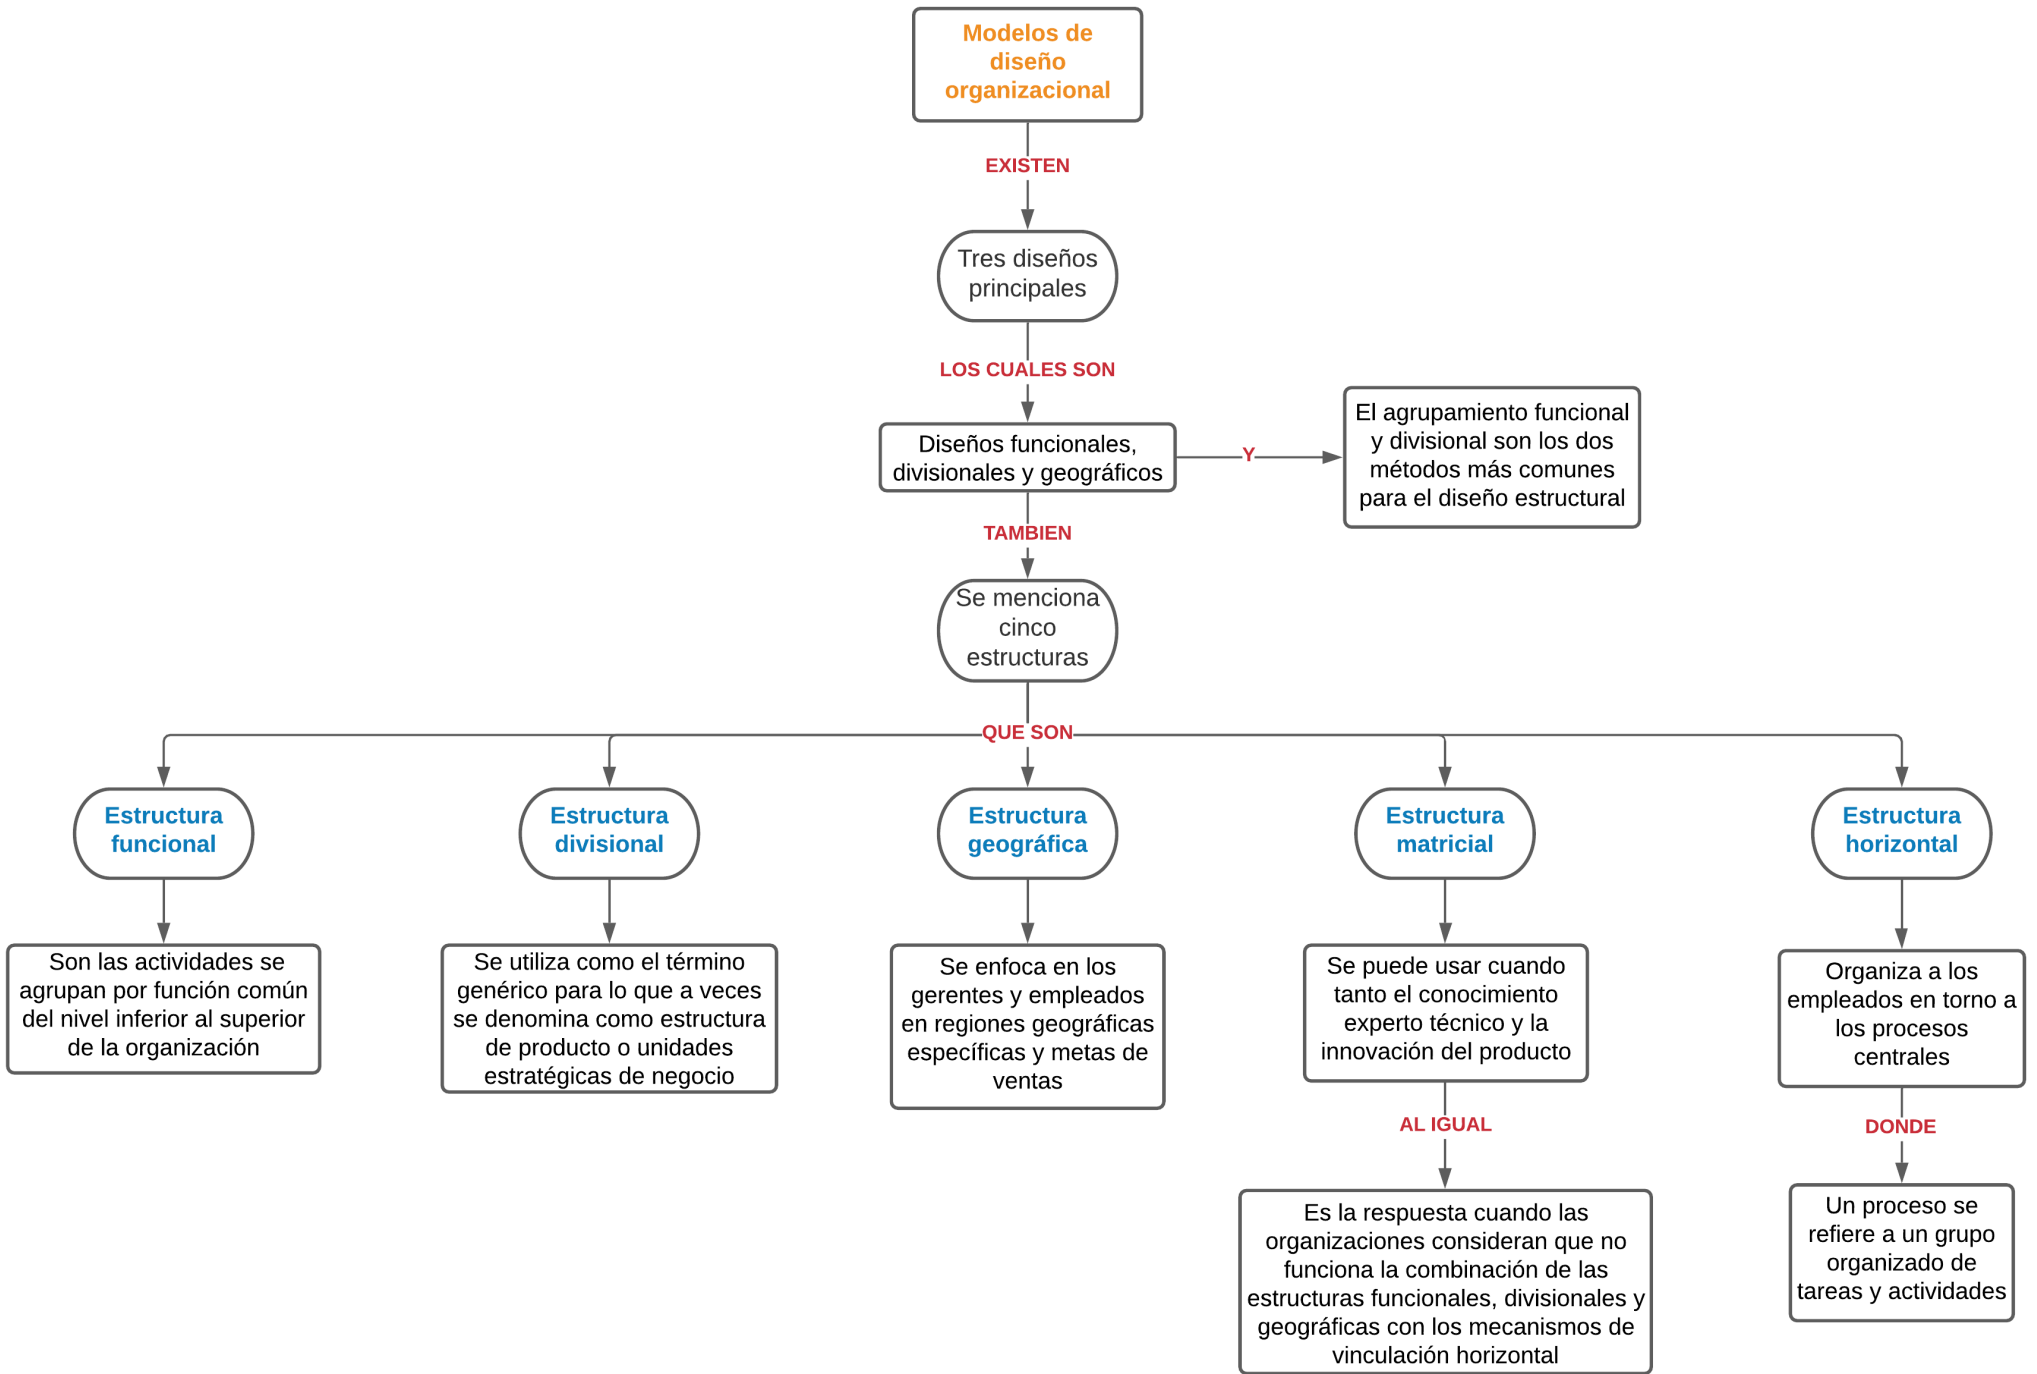 Modelos de
diseño
organizacional
EXISTEN
Tres diseños
principales
LOS CUALES SON
Diseños funcionales,
divisionales y geográficos
Y
El agrupamiento funcional
y divisional son los dos
métodos más comunes
para el diseño estructural
TAMBIEN
Se menciona
cinco
estructuras
QUE SON
Estructura
funcional
Son las actividades se
agrupan por función común
del nivel inferior al superior
de la organización
Estructura
divisional
Se utiliza como el término
genérico para lo que a veces
se denomina como estructura
de producto o unidades
estratégicas de negocio
Estructura
geográfica
Se enfoca en los
gerentes y empleados
en regiones geográficas
específicas y metas de
ventas
Estructura
matricial
Se puede usar cuando
tanto el conocimiento
experto técnico y la
innovación del producto
AL IGUAL
Es la respuesta cuando las
organizaciones consideran que no
funciona la combinación de las
estructuras funcionales, divisionales y
geográficas con los mecanismos de
vinculación horizontal
Estructura
horizontal
Organiza a los
empleados en torno a
los procesos
centrales
DONDE
Un proceso se
refiere a un grupo
organizado de
tareas y actividades